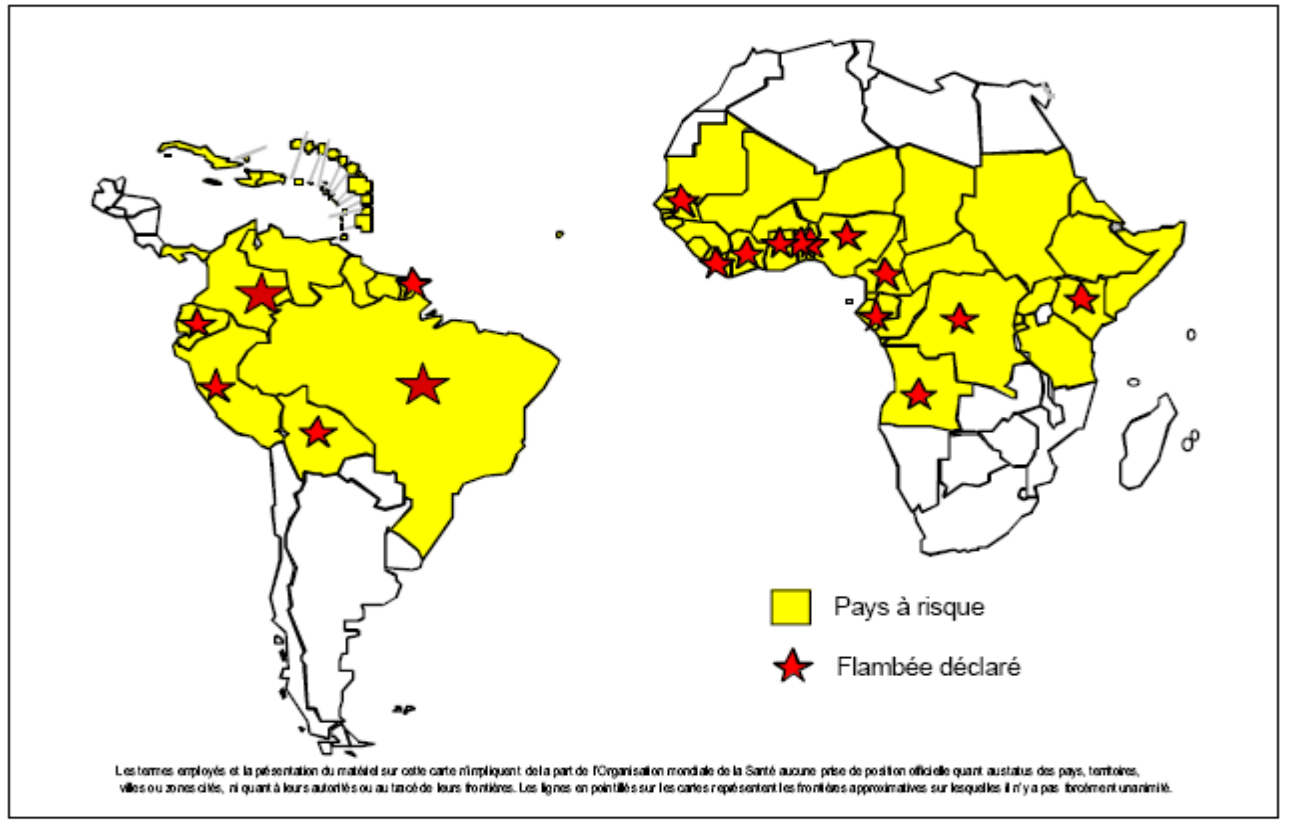 Pays à risque
Flambée déclaré
Les termes employés et la présentation du matériel sur cette carte n'impliquent de la part de l'Organisation mondiale de la Santé aucune prise de position officielle quant au status des pays, territoires,
villes ou zones cités, ni quant à leurs autorités ou au tracé de leurs frontières. Les lignes en pointillés sur les cartes représentent les frontières approximatives sur lesquelles il n'y a pas forcément unanimité.